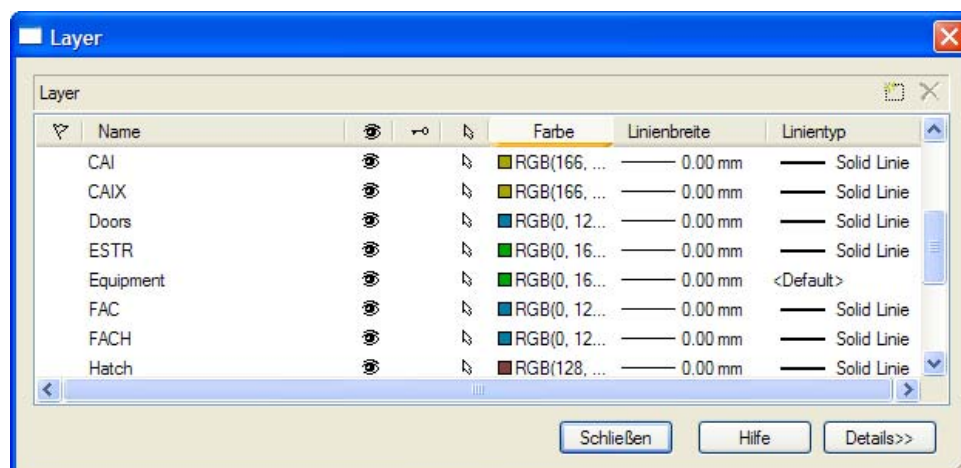 Layer
Layer
Name Farbe Linienbreite Linientyp
CAI RGB(166, ... 0.00 mm Solid Linie
CAIX RGB(166, ... 0.00 mm Solid Linie
Doors RGB(0, 12... 0.00 mm Solid Linie
ESTR RGB(0, 16... 0.00 mm Solid Linie
Equipment RGB(0, 16... 0.00 mm <Default>
FAC RGB(0, 12... 0.00 mm Solid Linie
FACH RGB(0, 12... 0.00 mm Solid Linie
Hatch RGB(128, ... 0.00 mm Solid Linie
Schließen Hilfe Details>>